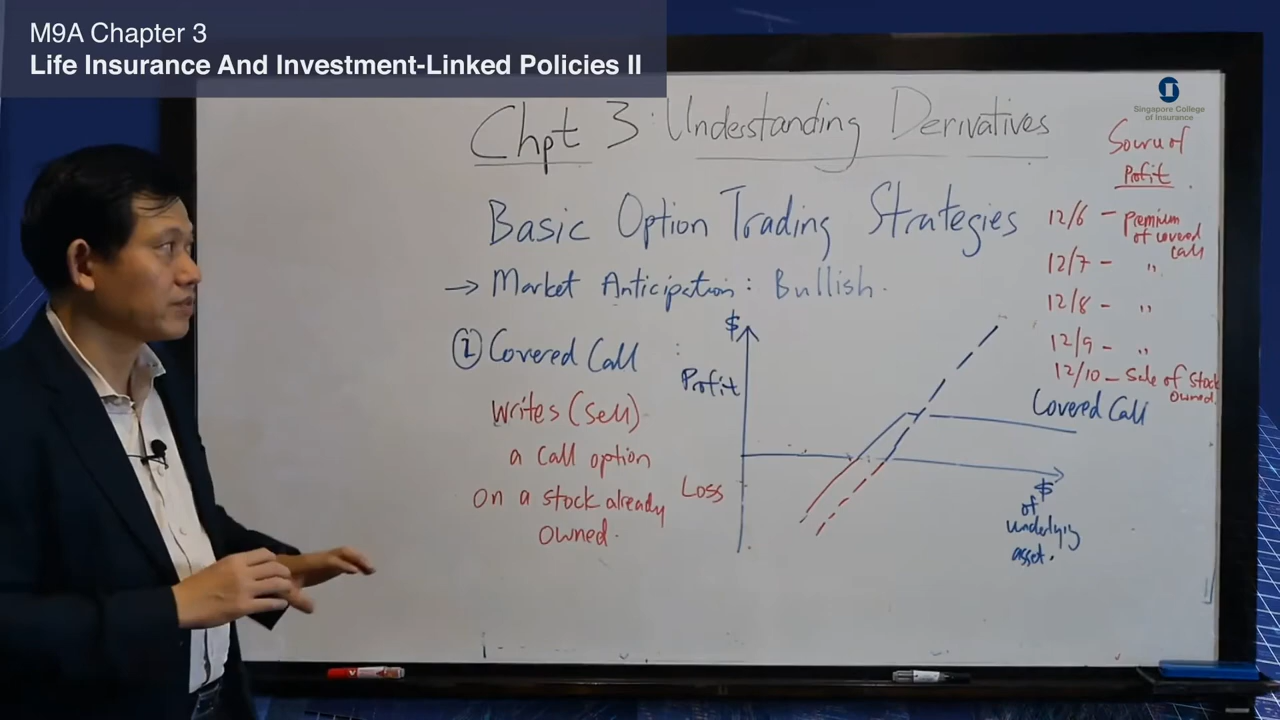 M9A Chapter 3
Life Insurance And Investment-Linked Policies II
Singapore College
of Insurance
Chpt 3: Understanding Derivatives
Basic Option Trading Strategies
→ Market Anticipation: Bullish.
② Covered Call
Writes (Sell)
a call option
on a stock already
owned.
$
Profit
Loss
Covered Call
$
of
underlying
asset.
Source of
Profit
12/6 - premium
of covered
call
12/7 - "
12/8 - "
12/9 - "
12/10 - Sale of stock
owned.